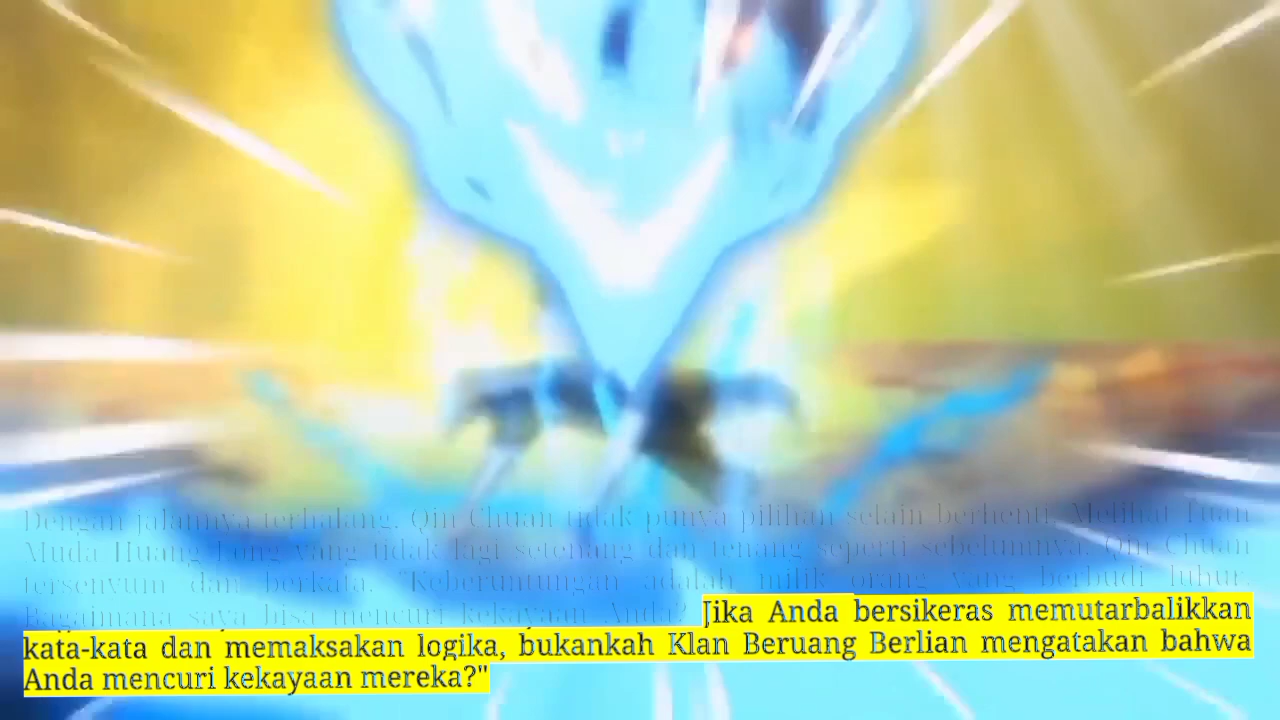 Dengan jalannya terhalang, Qin Chuan tidak punya pilihan selain berhenti. Melihat Tuan
Muda Huang Long yang tidak lagi setenang dan tenang seperti sebelumnya, Qin Chuan
tersenyum dan berkata, "Keberuntungan adalah milik orang yang berbudi luhur.
Bagaimana saya bisa mencuri kekayaan Anda? Jika Anda bersikeras memutarbalikkan
kata-kata dan memaksakan logika, bukankah Klan Beruang Berlian mengatakan bahwa
Anda mencuri kekayaan mereka?"